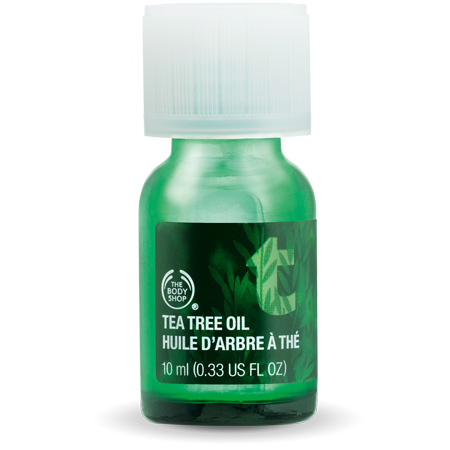 THE
BODY
SHOP®
t
TEA TREE OIL
HUILE D'ARBRE À THÉ
10 ml (0.33 US FL OZ)